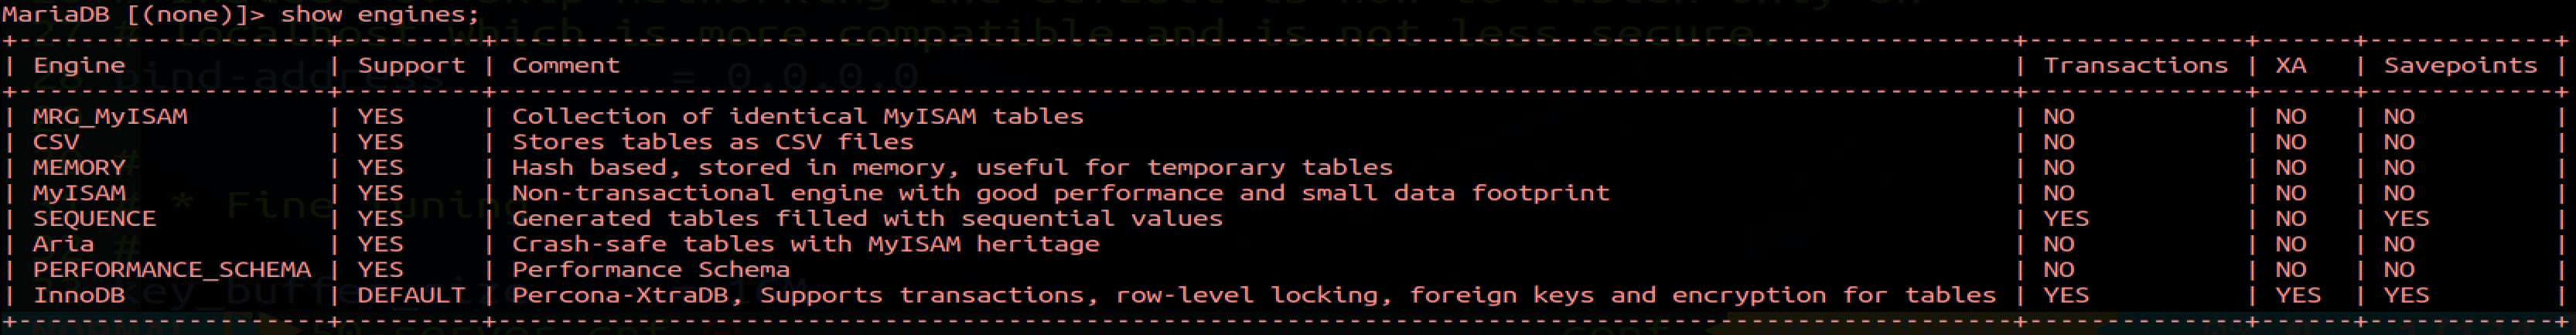 MariaDB [(none)]> show engines;
+--------------------+---------+-------------------------------------------------------------------------------------------------+--------------+------+------------+
| Engine             | Support | Comment                                                                                         | Transactions | XA   | Savepoints |
+--------------------+---------+-------------------------------------------------------------------------------------------------+--------------+------+------------+
| MRG_MyISAM         | YES     | Collection of identical MyISAM tables                                                           | NO           | NO   | NO         |
| CSV                | YES     | Stores tables as CSV files                                                                      | NO           | NO   | NO         |
| MEMORY             | YES     | Hash based, stored in memory, useful for temporary tables                                       | NO           | NO   | NO         |
| MyISAM             | YES     | Non-transactional engine with good performance and small data footprint                         | NO           | NO   | NO         |
| SEQUENCE           | YES     | Generated tables filled with sequential values                                                  | YES          | NO   | YES        |
| Aria               | YES     | Crash-safe tables with MyISAM heritage                                                          | NO           | NO   | NO         |
| PERFORMANCE_SCHEMA | YES     | Performance Schema                                                                              | NO           | NO   | NO         |
| InnoDB             | DEFAULT | Percona-XtraDB, Supports transactions, row-level locking, foreign keys and encryption for tables | YES          | YES  | YES        |
+--------------------+---------+-------------------------------------------------------------------------------------------------+--------------+------+------------+